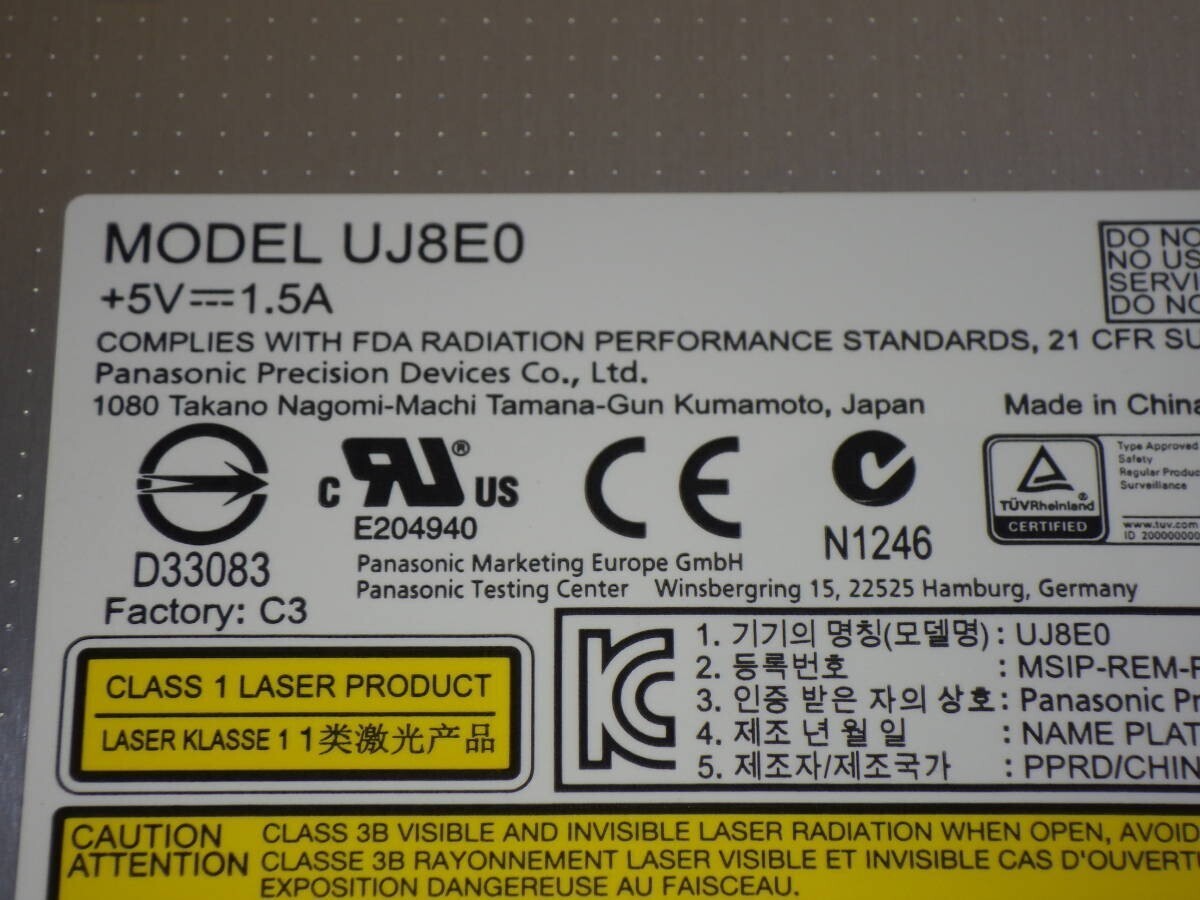 MODEL UJ8E0
+5V⎓1.5A
DO NO
NO US
SERVI
DO NO
COMPLIES WITH FDA RADIATION PERFORMANCE STANDARDS, 21 CFR SU
Panasonic Precision Devices Co., Ltd.
1080 Takano Nagomi-Machi Tamana-Gun Kumamoto, Japan Made in China
D33083
Factory: C3
C RU® US
E204940
CE
N1246
TÜVRheinland®
CERTIFIED
Type Approved
Safety
Regular Produc
Surveillance
www.tuv.com
ID 200000000
Panasonic Marketing Europe GmbH
Panasonic Testing Center Winsbergring 15, 22525 Hamburg, Germany
CLASS 1 LASER PRODUCT
LASER KLASSE 1 1类激光产品
KC
1. 기기의 명칭(모델명) : UJ8E0
2. 등록번호 : MSIP-REM-P
3. 인증 받은 자의 상호 : Panasonic Pr
4. 제조 년 월 일 : NAME PLAT
5. 제조자/제조국가 : PPRD/CHIN
CAUTION CLASS 3B VISIBLE AND INVISIBLE LASER RADIATION WHEN OPEN, AVOID
ATTENTION CLASSE 3B RAYONNEMENT LASER VISIBLE ET INVISIBLE CAS D'OUVERT
EXPOSITION DANGEREUSE AU FAISCEAU.